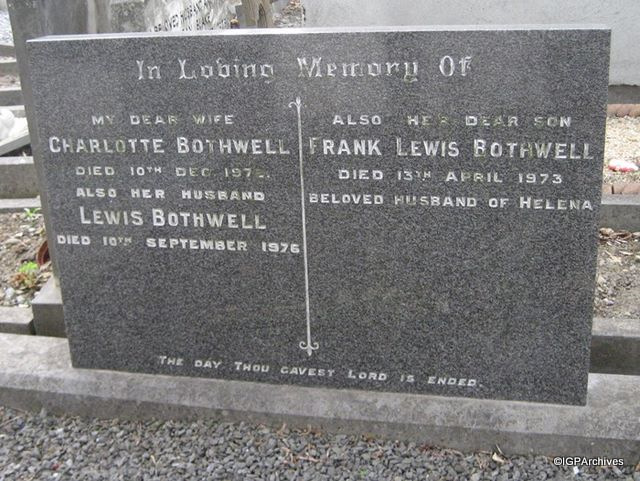 BELOVED HUSBAND
In Loving Memory Of
MY DEAR WIFE
CHARLOTTE BOTHWELL
DIED 10TH DEC
ALSO HER HUSBAND
LEWIS BOTHWELL
DIED 10TH SEPTEMBER 1976
ALSO HER DEAR SON
FRANK LEWIS BOTHWELL
DIED 13TH APRIL 1973
BELOVED HUSBAND OF HELENA
THE DAY THOU GAVEST LORD IS ENDED.
©IGPArchives